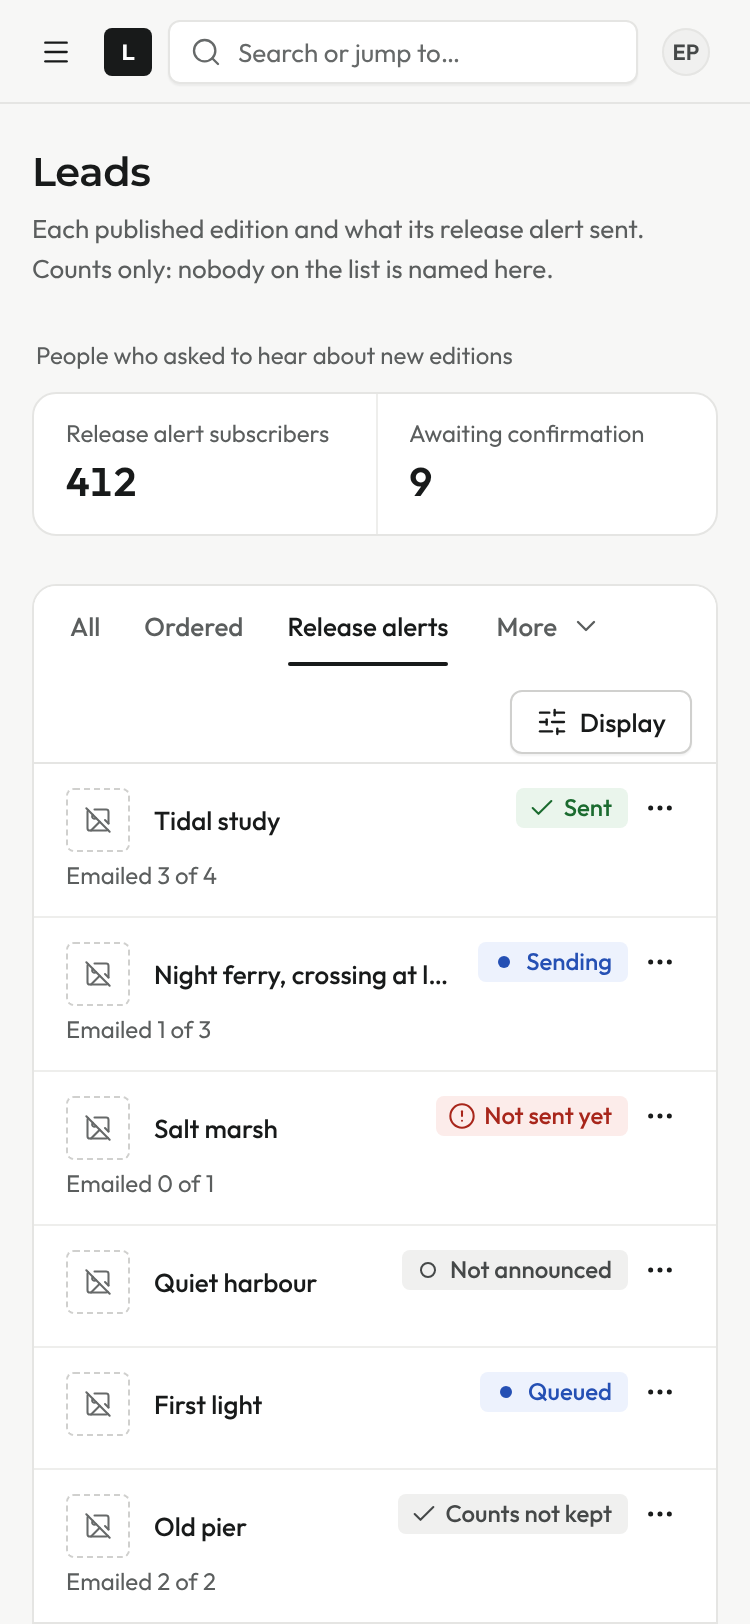 L
Search or jump to...
EP
Leads
Each published edition and what its release alert sent.
Counts only: nobody on the list is named here.
People who asked to hear about new editions
Release alert subscribers
412
Awaiting confirmation
9
All
Ordered
Release alerts
More
Display
Tidal study
Sent
Emailed 3 of 4
Night ferry, crossing at l...
Sending
Emailed 1 of 3
Salt marsh
Not sent yet
Emailed 0 of 1
Quiet harbour
Not announced
First light
Queued
Old pier
Counts not kept
Emailed 2 of 2